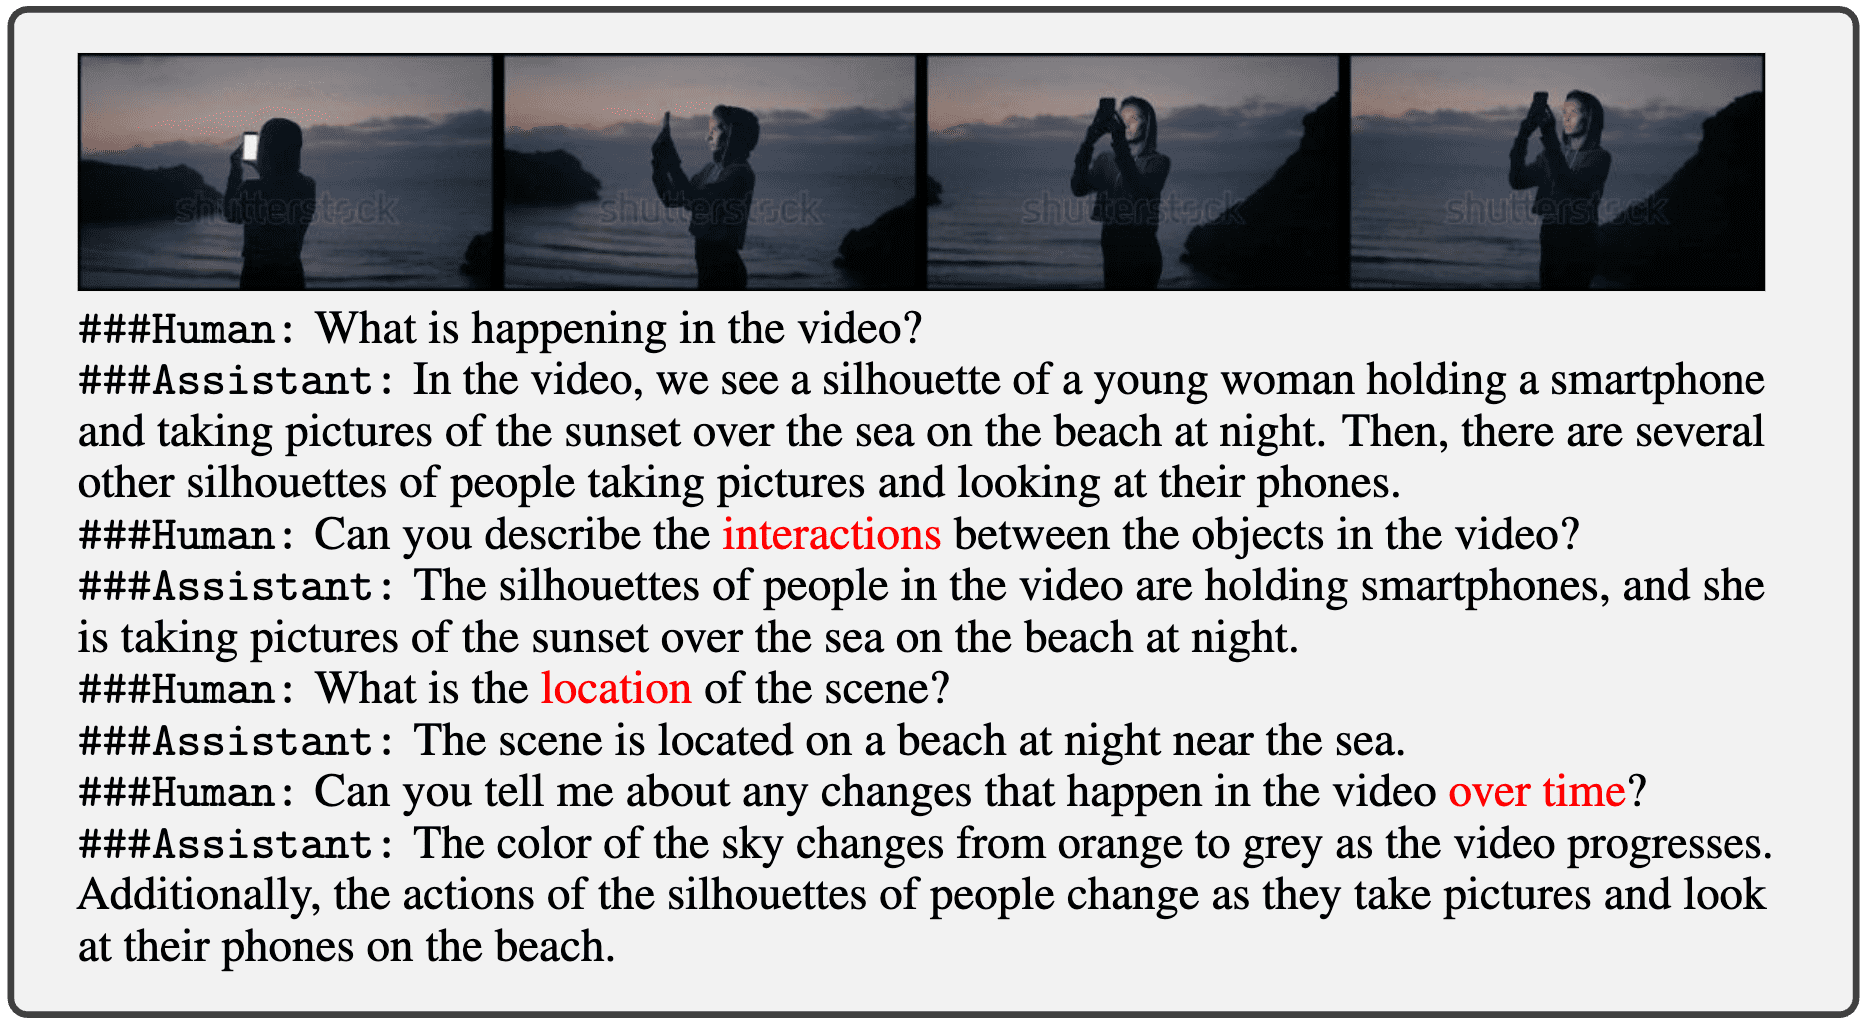 shutterstock shutterstock shutterstock shutterstock
###Human: What is happening in the video?
###Assistant: In the video, we see a silhouette of a young woman holding a smartphone
and taking pictures of the sunset over the sea on the beach at night. Then, there are several
other silhouettes of people taking pictures and looking at their phones.
###Human: Can you describe the interactions between the objects in the video?
###Assistant: The silhouettes of people in the video are holding smartphones, and she
is taking pictures of the sunset over the sea on the beach at night.
###Human: What is the location of the scene?
###Assistant: The scene is located on a beach at night near the sea.
###Human: Can you tell me about any changes that happen in the video over time?
###Assistant: The color of the sky changes from orange to grey as the video progresses.
Additionally, the actions of the silhouettes of people change as they take pictures and look
at their phones on the beach.